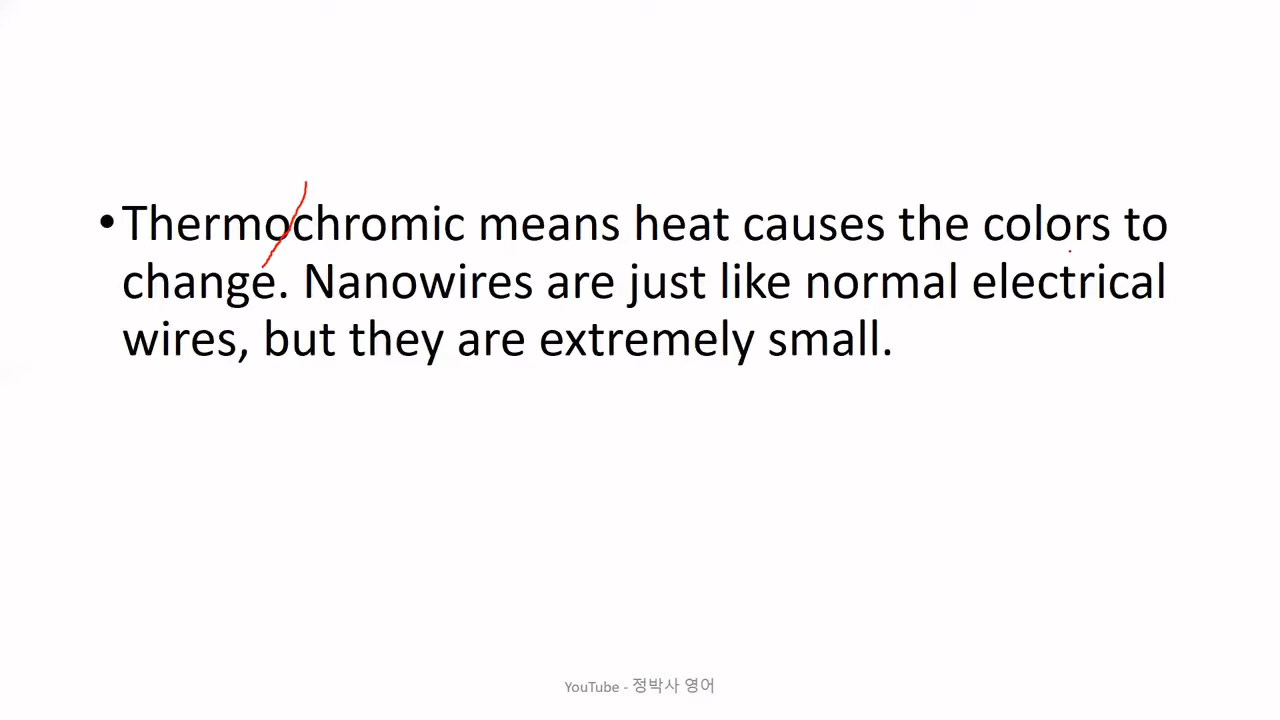 •Thermochromic means heat causes the colors to
change. Nanowires are just like normal electrical
wires, but they are extremely small.
YouTube - 정박사 영어